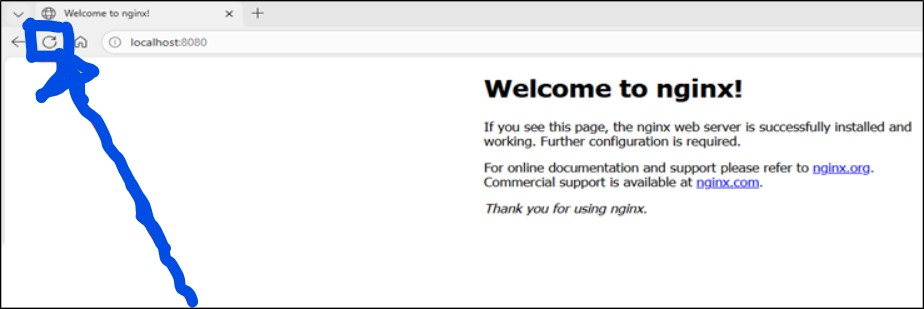 Welcome to nginx!
localhost:8080
Welcome to nginx!
If you see this page, the nginx web server is successfully installed and
working. Further configuration is required.
For online documentation and support please refer to nginx.org.
Commercial support is available at nginx.com.
Thank you for using nginx.